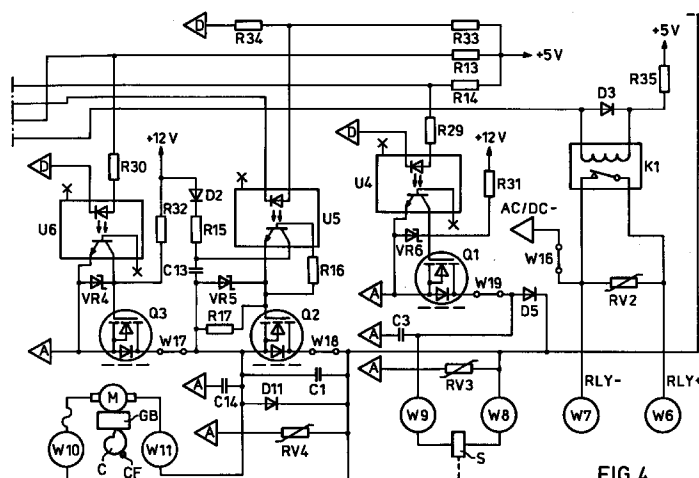 D R34 R33
R13 +5V
R14
+5V
R35
D3
+12V
D R30 R32 D2
R15
U6 U5
C13
VR4 VR5 R16
R17
Q3 Q2
A W17 W18
D U4 R29 +12V
R31
VR6 Q1
A W19
A C3 D5
K1
AC/DC-
W16
RV2
M GB
W10 C CF W11
A C14 C1
D11
A RV4
A RV3
W9 W8
S
RLY- RLY+
W7 W6
FIG.4